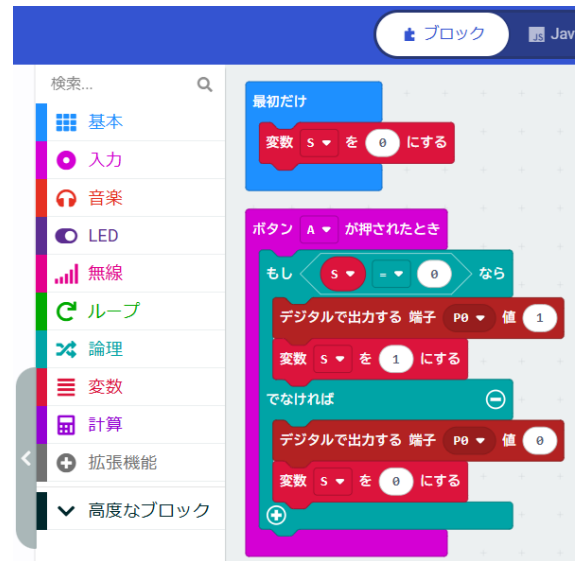 ブロック
JS Jav
検索...
基本
入力
音楽
LED
無線
ループ
論理
変数
計算
拡張機能
高度なブロック
最初だけ
変数 S を 0 にする
ボタン A が押されたとき
もし S = 0 なら
デジタルで出力する 端子 P0 値 1
変数 S を 1 にする
でなければ
デジタルで出力する 端子 P0 値 0
変数 S を 0 にする